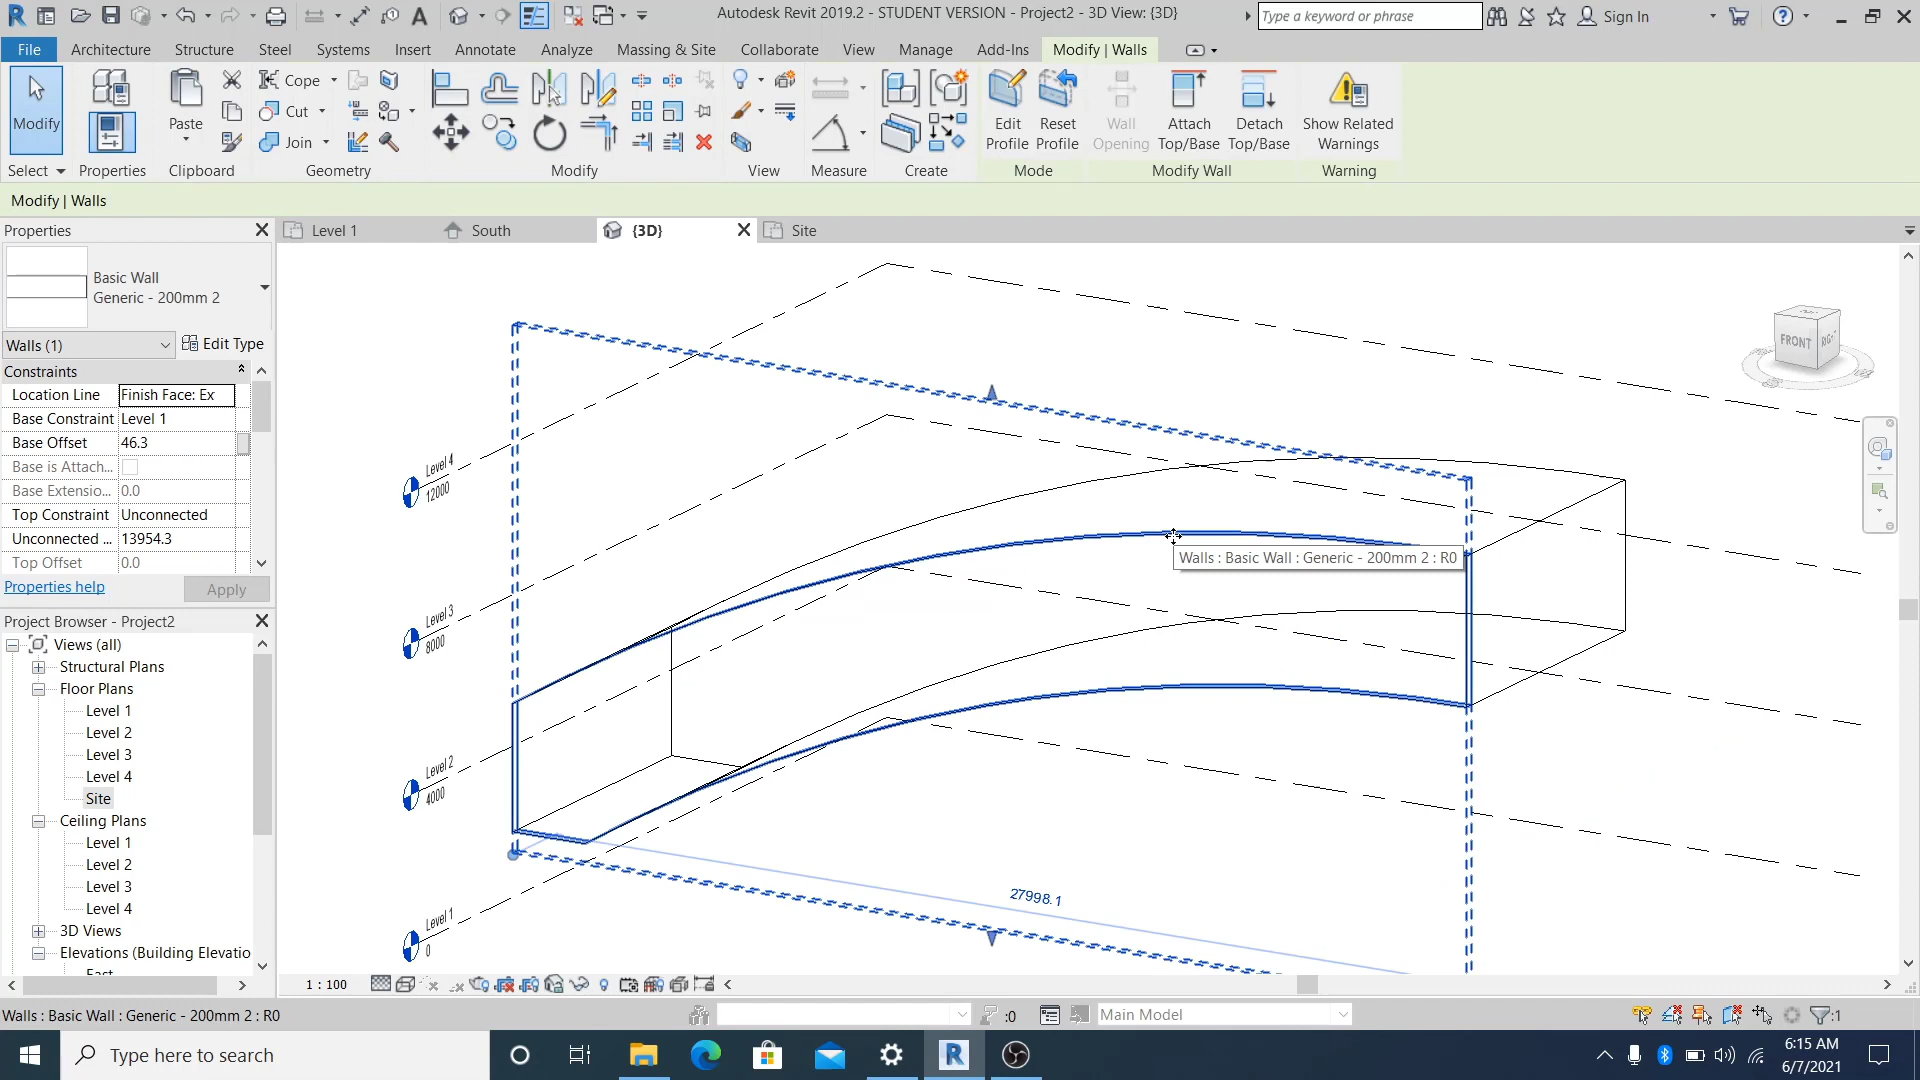 Autodesk Revit 2019.2 - STUDENT VERSION - Project2 - 3D View: {3D}
Type a keyword or phrase
Sign In
File Architecture Structure Steel Systems Insert Annotate Analyze Massing & Site Collaborate View Manage Add-Ins Modify | Walls
Modify
Paste
Cope
Cut
Join
Edit Profile
Reset Profile
Wall Opening
Attach Top/Base
Detach Top/Base
Show Related Warnings
Select Properties Clipboard Geometry Modify View Measure Create Mode Modify Wall Warning
Modify | Walls
Properties
Level 1 South {3D} Site
Basic Wall
Generic - 200mm 2
Walls (1) Edit Type
Constraints
Location Line Finish Face: Ex
Base Constraint Level 1
Base Offset 46.3
Base is Attach...
Base Extensio... 0.0
Top Constraint Unconnected
Unconnected ... 13954.3
Top Offset 0.0
Properties help Apply
Project Browser - Project2
Views (all)
Structural Plans
Floor Plans
Level 1
Level 2
Level 3
Level 4
Site
Ceiling Plans
Level 1
Level 2
Level 3
Level 4
3D Views
Elevations (Building Elevatio
East
Level 4
12000
Level 3
8000
Level 2
4000
Level 1
0
Walls : Basic Wall : Generic - 200mm 2 : R0
27998.1
FRONT
1 : 100
Walls : Basic Wall : Generic - 200mm 2 : R0
:0
Main Model
:1
Type here to search
6:15 AM
6/7/2021